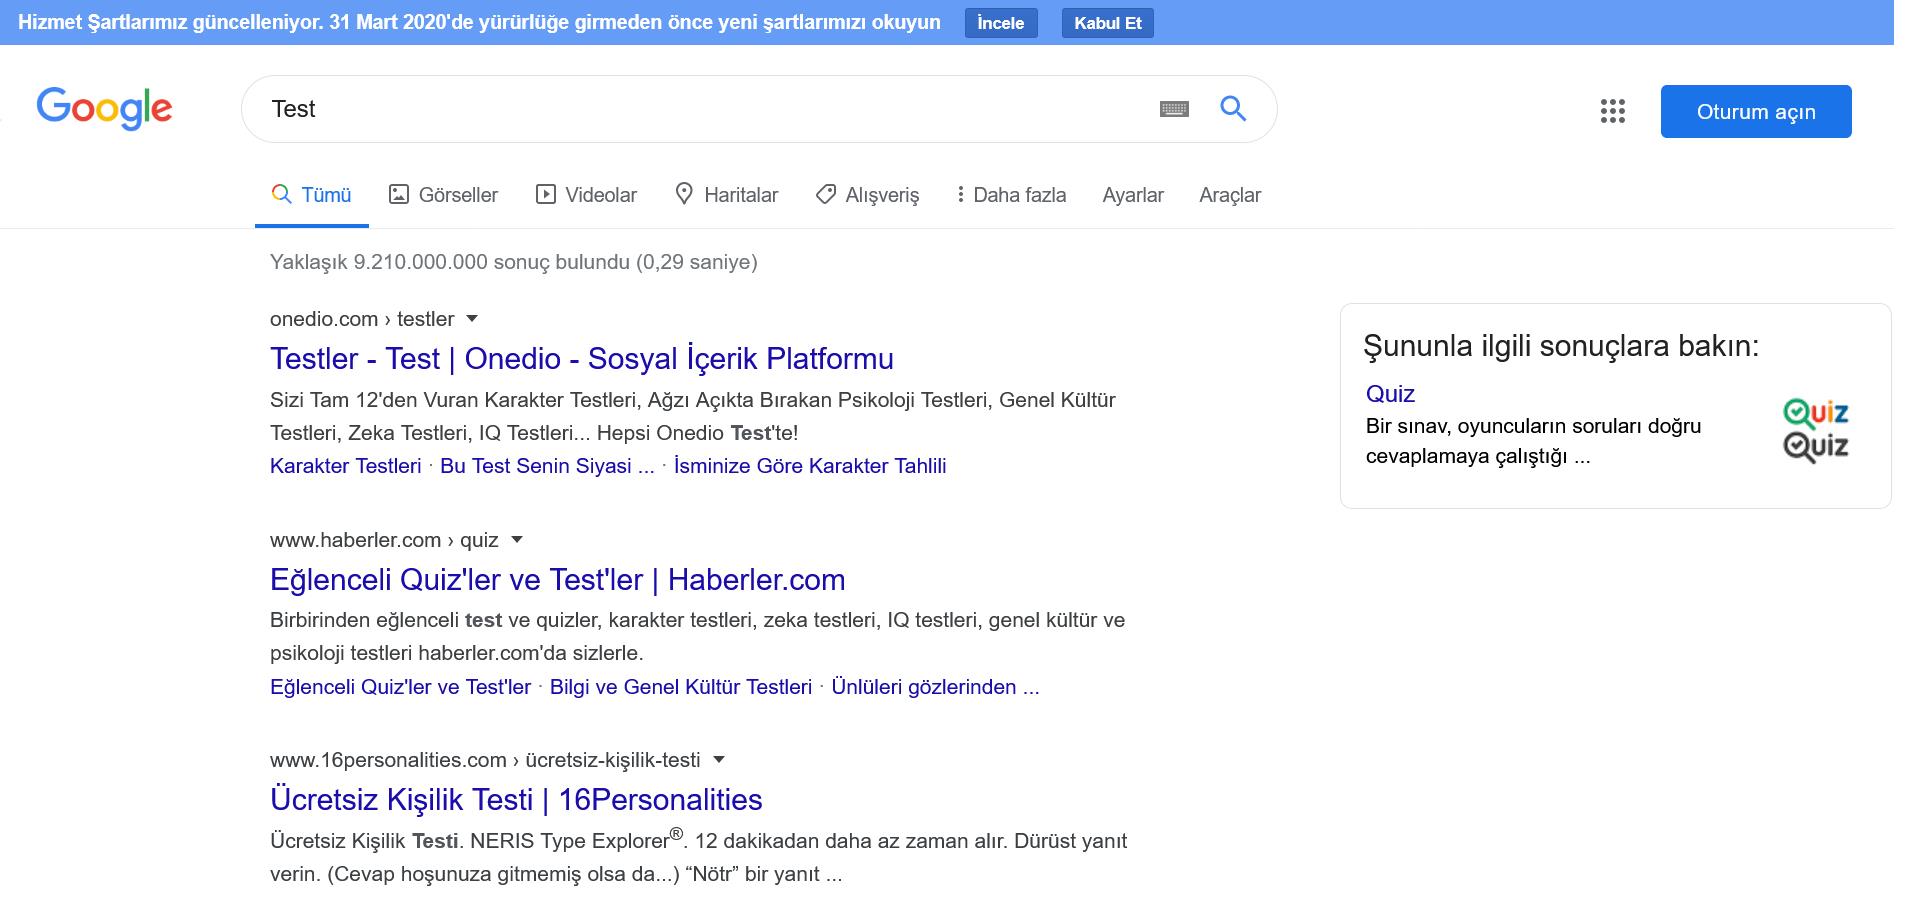 Hizmet Şartlarımız güncelleniyor. 31 Mart 2020'de yürürlüğe girmeden önce yeni şartlarımızı okuyun İncele Kabul Et
Google
Test
Oturum açın
Tümü Görseller Videolar Haritalar Alışveriş Daha fazla Ayarlar Araçlar
Yaklaşık 9.210.000.000 sonuç bulundu (0,29 saniye)
onedio.com › testler
Testler - Test | Onedio - Sosyal İçerik Platformu
Sizi Tam 12'den Vuran Karakter Testleri, Ağzı Açıkta Bırakan Psikoloji Testleri, Genel Kültür
Testleri, Zeka Testleri, IQ Testleri... Hepsi Onedio Test'te!
Karakter Testleri · Bu Test Senin Siyasi ... · İsminize Göre Karakter Tahlili
www.haberler.com › quiz
Eğlenceli Quiz'ler ve Test'ler | Haberler.com
Birbirinden eğlenceli test ve quizler, karakter testleri, zeka testleri, IQ testleri, genel kültür ve
psikoloji testleri haberler.com'da sizlerle.
Eğlenceli Quiz'ler ve Test'ler · Bilgi ve Genel Kültür Testleri · Ünlüleri gözlerinden ...
www.16personalities.com › ücretsiz-kişilik-testi
Ücretsiz Kişilik Testi | 16Personalities
Ücretsiz Kişilik Testi. NERIS Type Explorer®. 12 dakikadan daha az zaman alır. Dürüst yanıt
verin. (Cevap hoşunuza gitmemiş olsa da...) “Nötr” bir yanıt ...
Şununla ilgili sonuçlara bakın:
Quiz
Bir sınav, oyuncuların soruları doğru
cevaplamaya çalıştığı ...
QUIZ
QUIZ